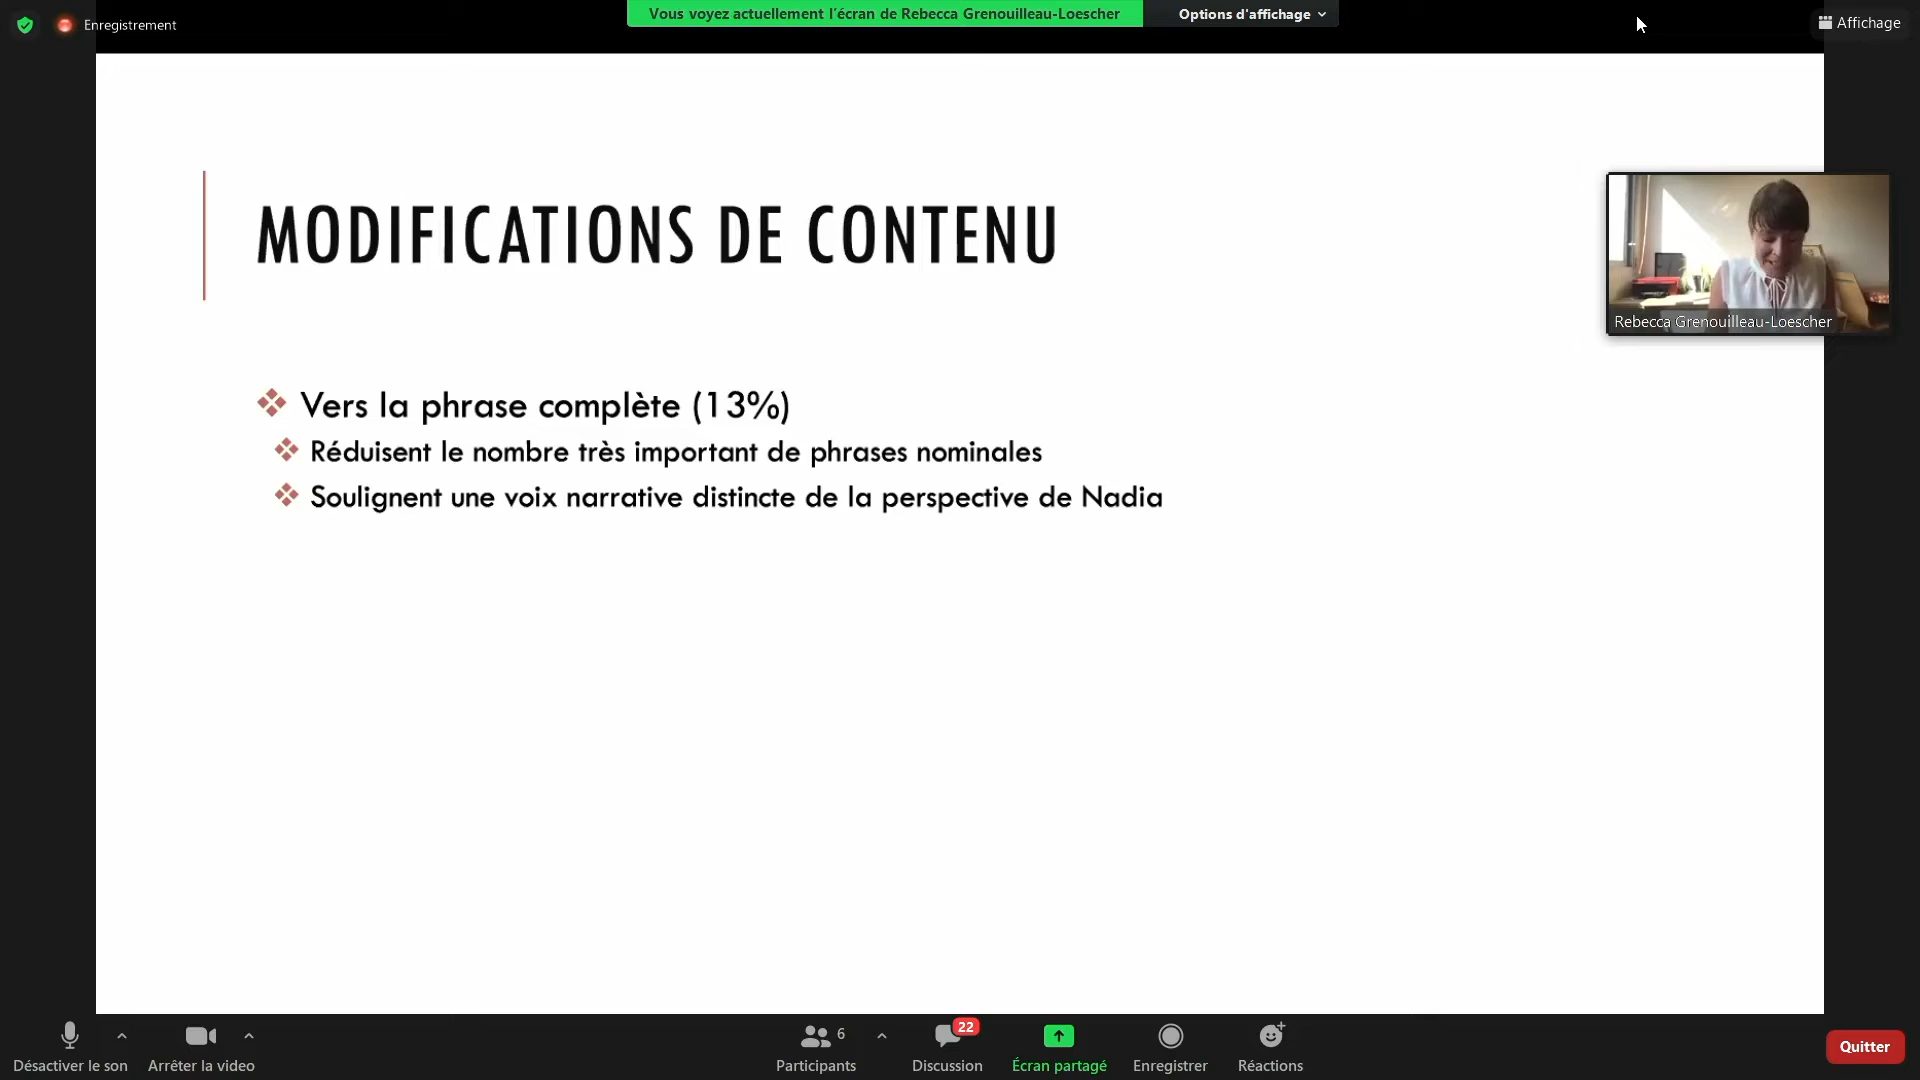 Enregistrement
Vous voyez actuellement l'écran de Rebecca Grenouilleau-Loescher
Options d'affichage
Affichage
MODIFICATIONS DE CONTENU
Rebecca Grenouilleau-Loescher
Vers la phrase complète (13%)
Réduisent le nombre très important de phrases nominales
Soulignent une voix narrative distincte de la perspective de Nadia
Désactiver le son
Arrêter la video
6
Participants
22
Discussion
Écran partagé
Enregistrer
Réactions
Quitter